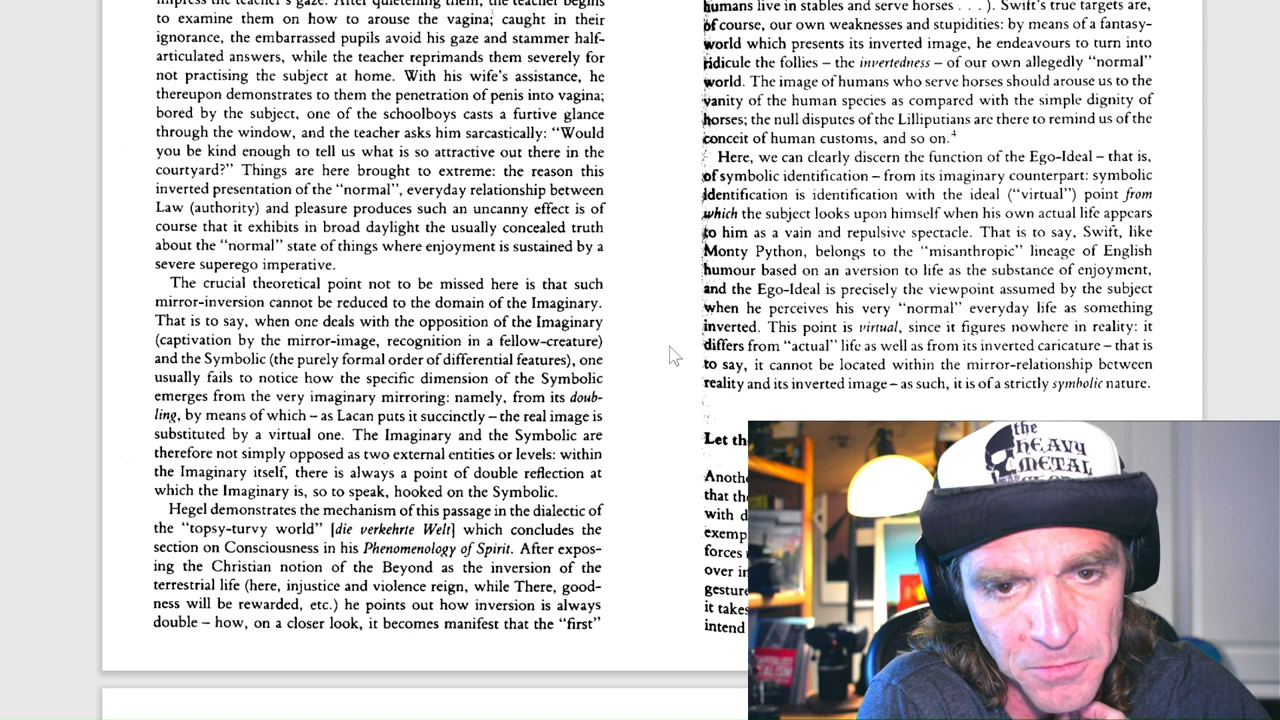 impress the teacher's gaze. After quietening them, the teacher begins
to examine them on how to arouse the vagina; caught in their
ignorance, the embarrassed pupils avoid his gaze and stammer half-
articulated answers, while the teacher reprimands them severely for
not practising the subject at home. With his wife's assistance, he
thereupon demonstrates to them the penetration of penis into vagina;
bored by the subject, one of the schoolboys casts a furtive glance
through the window, and the teacher asks him sarcastically: “Would
you be kind enough to tell us what is so attractive out there in the
courtyard?” Things are here brought to extreme: the reason this
inverted presentation of the “normal”, everyday relationship between
Law (authority) and pleasure produces such an uncanny effect is of
course that it exhibits in broad daylight the usually concealed truth
about the “normal” state of things where enjoyment is sustained by a
severe superego imperative.
The crucial theoretical point not to be missed here is that such
mirror-inversion cannot be reduced to the domain of the Imaginary.
That is to say, when one deals with the opposition of the Imaginary
(captivation by the mirror-image, recognition in a fellow-creature)
and the Symbolic (the purely formal order of differential features), one
usually fails to notice how the specific dimension of the Symbolic
emerges from the very imaginary mirroring: namely, from its doub-
ling, by means of which – as Lacan puts it succinctly – the real image is
substituted by a virtual one. The Imaginary and the Symbolic are
therefore not simply opposed as two external entities or levels: within
the Imaginary itself, there is always a point of double reflection at
which the Imaginary is, so to speak, hooked on the Symbolic.
Hegel demonstrates the mechanism of this passage in the dialectic of
the “topsy-turvy world” [die verkehrte Welt] which concludes the
section on Consciousness in his Phenomenology of Spirit. After expos-
ing the Christian notion of the Beyond as the inversion of the
terrestrial life (here, injustice and violence reign, while There, good-
ness will be rewarded, etc.) he points out how inversion is always
double – how, on a closer look, it becomes manifest that the “first”
humans live in stables and serve horses . . . ). Swift's true targets are,
of course, our own weaknesses and stupidities: by means of a fantasy-
world which presents its inverted image, he endeavours to turn into
ridicule the follies – the invertedness – of our own allegedly “normal”
world. The image of humans who serve horses should arouse us to the
vanity of the human species as compared with the simple dignity of
horses; the null disputes of the Lilliputians are there to remind us of the
conceit of human customs, and so on.4
Here, we can clearly discern the function of the Ego-Ideal – that is,
of symbolic identification – from its imaginary counterpart: symbolic
identification is identification with the ideal (“virtual”) point from
which the subject looks upon himself when his own actual life appears
to him as a vain and repulsive spectacle. That is to say, Swift, like
Monty Python, belongs to the “misanthropic” lineage of English
humour based on an aversion to life as the substance of enjoyment,
and the Ego-Ideal is precisely the viewpoint assumed by the subject
when he perceives his very “normal” everyday life as something
inverted. This point is virtual, since it figures nowhere in reality: it
differs from “actual” life as well as from its inverted caricature – that is
to say, it cannot be located within the mirror-relationship between
reality and its inverted image – as such, it is of a strictly symbolic nature.
Let th
Anothe
that th
with d
exemp
forces
over in
gesture
it takes
intend
the
HEAVY
METAL